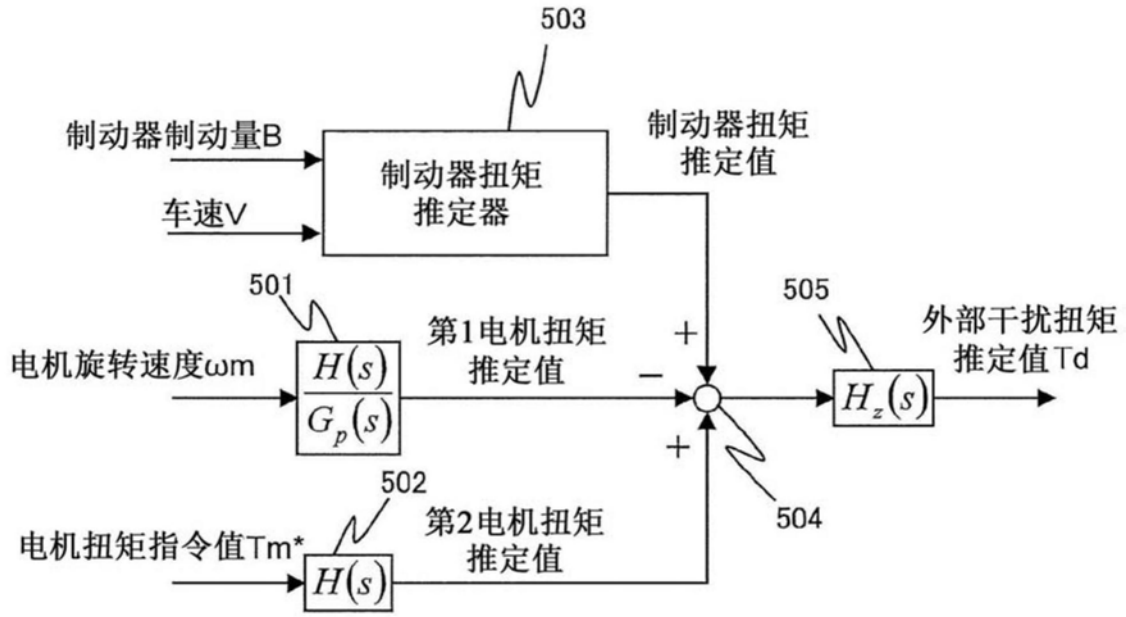 503
制动器制动量B
制动器扭矩
推定器
制动器扭矩
推定值
车速V
501
第1电机扭矩
推定值
505
外部干扰扭矩
推定值Td
电机旋转速度ωm
H(s)
G_p(s)
+
−
H_z(s)
+
504
502
第2电机扭矩
推定值
电机扭矩指令值Tm*
H(s)